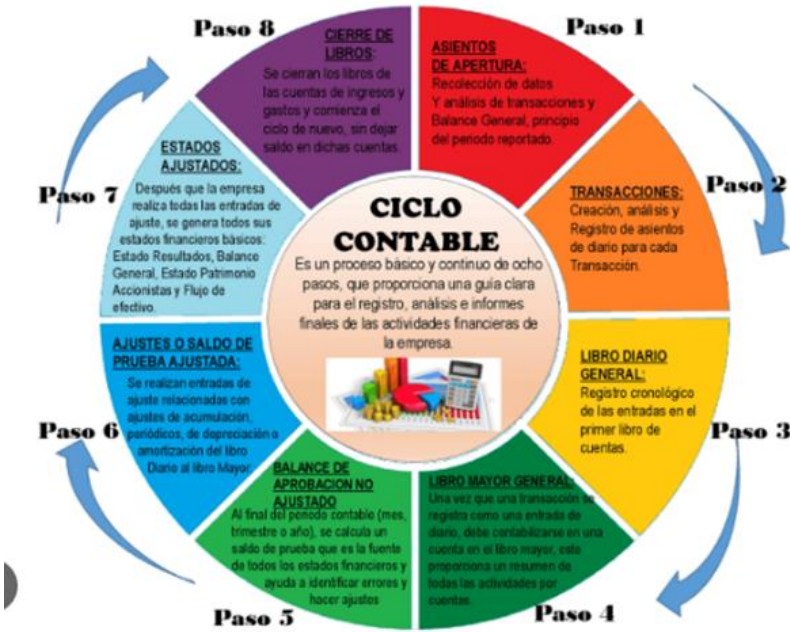 CICLO
CONTABLE
Es un proceso básico y continuo de ocho
pasos, que proporciona una guía clara
para el registro, análisis e informes
finales de las actividades financieras de
la empresa.
Paso 1
ASIENTOS
DE APERTURA:
Recolección de datos
Y análisis de transacciones y
Balance General, principio
del periodo reportado.
Paso 2
TRANSACCIONES:
Creación, análisis y
Registro de asientos
de diario para cada
Transacción.
Paso 3
LIBRO DIARIO
GENERAL:
Registro cronológico
de las entradas en el
primer libro de
cuentas.
Paso 4
LIBRO MAYOR GENERAL:
Una vez que una transacción se
registra como una entrada de
diario, debe contabilizarse en una
cuenta en el libro mayor, este
proporciona un resumen de
todas las actividades por
cuentas.
Paso 5
BALANCE DE
APROBACION NO
AJUSTADO
Al final del periodo contable (mes,
trimestre o año), se calcula un
saldo de prueba que es la fuente
de todos los estados financieros y
ayuda a identificar errores y
hacer ajustes
Paso 6
AJUSTES O SALDO DE
PRUEBA AJUSTADA:
Se realizan entradas de
ajuste relacionadas con
ajustes de acumulación,
periódicos, de depreciación o
amortización del libro
Diario al libro Mayor.
Paso 7
ESTADOS
AJUSTADOS:
Después que la empresa
realiza todas las entradas de
ajuste, se genera todos sus
estados financieros básicos:
Estado Resultados, Balance
General, Estado Patrimonio
Accionistas y Flujo de
efectivo.
Paso 8
CIERRE DE
LIBROS:
Se cierran los libros de
las cuentas de ingresos y
gastos y comienza el
ciclo de nuevo, sin dejar
saldo en dichas cuentas.